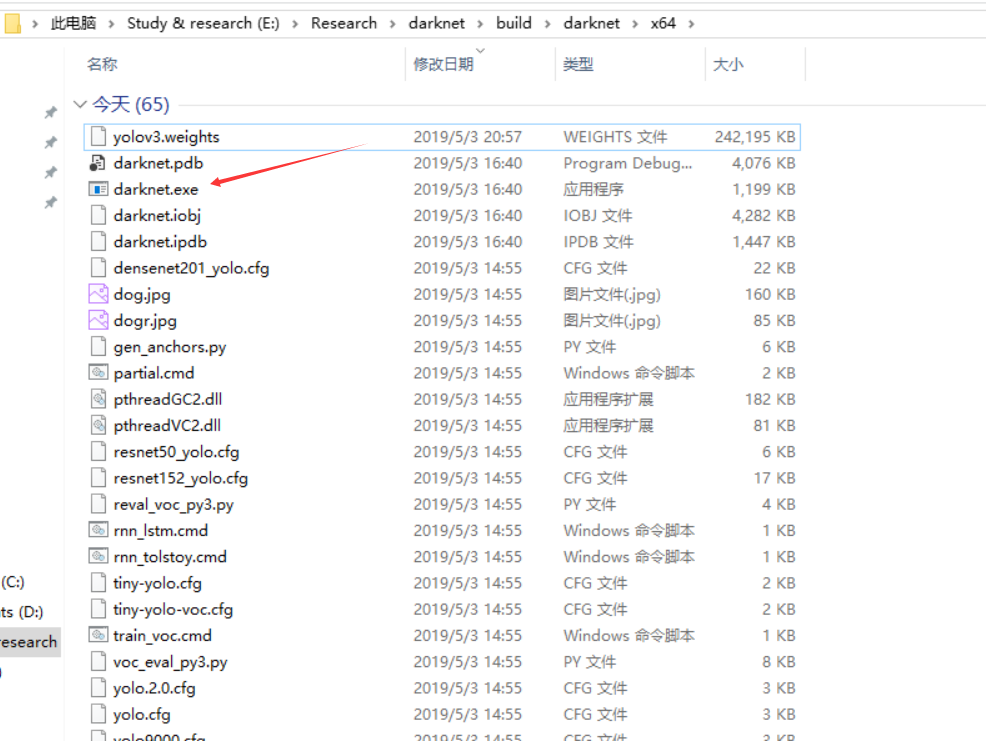 此电脑 > Study & research (E:) > Research > darknet > build > darknet > x64 >
名称 修改日期 类型 大小
今天 (65)
yolov3.weights 2019/5/3 20:57 WEIGHTS 文件 242,195 KB
darknet.pdb 2019/5/3 16:40 Program Debug... 4,076 KB
darknet.exe 2019/5/3 16:40 应用程序 1,199 KB
darknet.iobj 2019/5/3 16:40 IOBJ 文件 4,282 KB
darknet.ipdb 2019/5/3 16:40 IPDB 文件 1,447 KB
densenet201_yolo.cfg 2019/5/3 14:55 CFG 文件 22 KB
dog.jpg 2019/5/3 14:55 图片文件(.jpg) 160 KB
dogr.jpg 2019/5/3 14:55 图片文件(.jpg) 85 KB
gen_anchors.py 2019/5/3 14:55 PY 文件 6 KB
partial.cmd 2019/5/3 14:55 Windows 命令脚本 2 KB
pthreadGC2.dll 2019/5/3 14:55 应用程序扩展 182 KB
pthreadVC2.dll 2019/5/3 14:55 应用程序扩展 81 KB
resnet50_yolo.cfg 2019/5/3 14:55 CFG 文件 6 KB
resnet152_yolo.cfg 2019/5/3 14:55 CFG 文件 17 KB
reval_voc_py3.py 2019/5/3 14:55 PY 文件 4 KB
rnn_lstm.cmd 2019/5/3 14:55 Windows 命令脚本 1 KB
rnn_tolstoy.cmd 2019/5/3 14:55 Windows 命令脚本 1 KB
(C:) tiny-yolo.cfg 2019/5/3 14:55 CFG 文件 2 KB
ts (D:) tiny-yolo-voc.cfg 2019/5/3 14:55 CFG 文件 2 KB
research train_voc.cmd 2019/5/3 14:55 Windows 命令脚本 1 KB
voc_eval_py3.py 2019/5/3 14:55 PY 文件 8 KB
yolo.2.0.cfg 2019/5/3 14:55 CFG 文件 3 KB
yolo.cfg 2019/5/3 14:55 CFG 文件 3 KB
yolo9000.cfg 2019/5/3 14:55 CFG 文件 3 KB